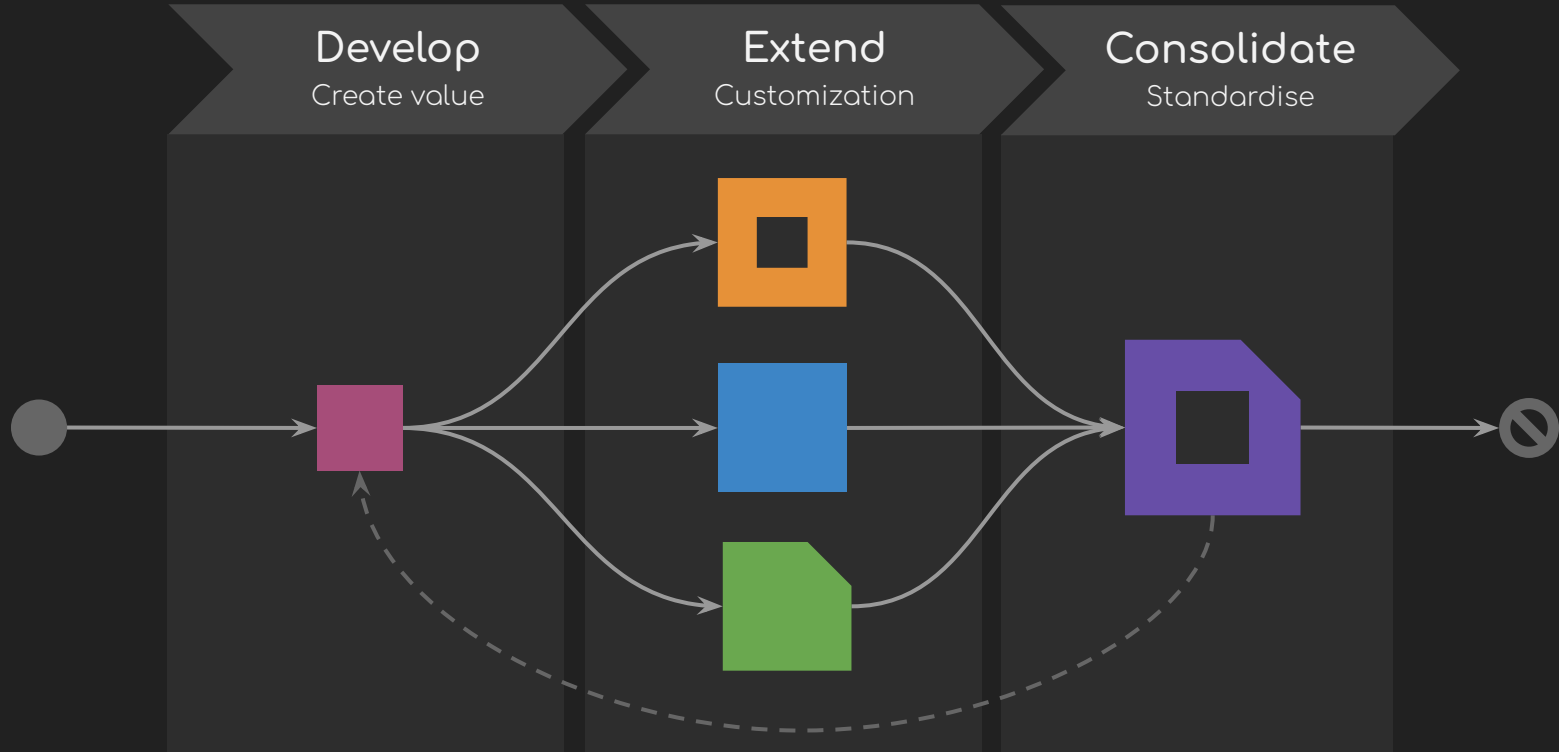 Develop
Create value
Extend
Customization
Consolidate
Standardise